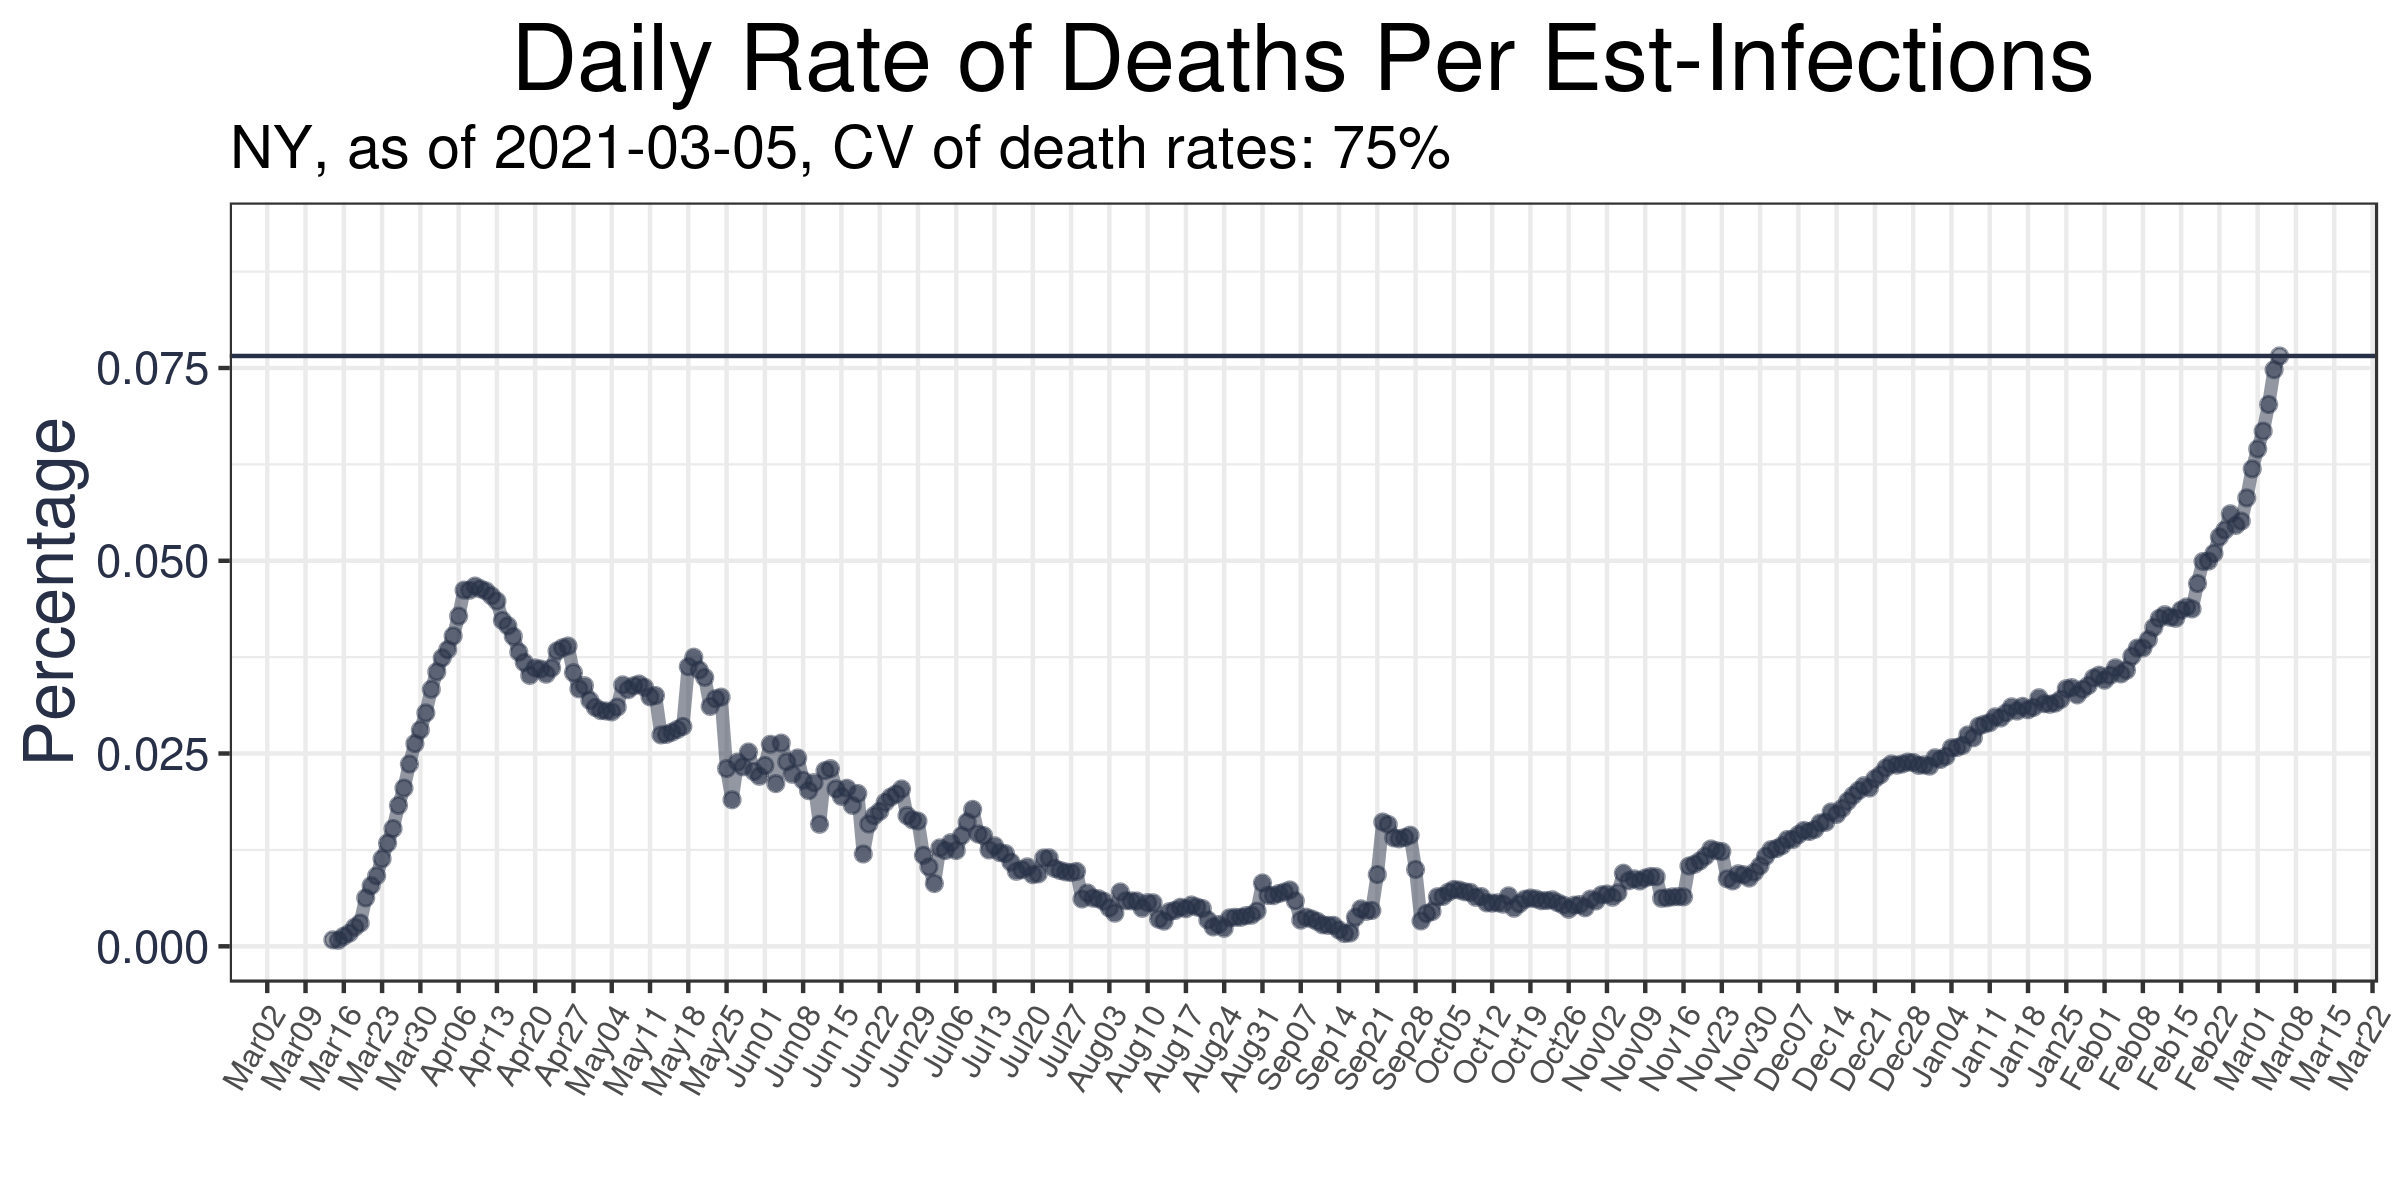 Daily Rate of Deaths Per Est-Infections
NY, as of 2021-03-05, CV of death rates: 75%
Percentage
0.075
0.050
0.025
0.000
Mar02 Mar09 Mar16 Mar23 Mar30 Apr06 Apr13 Apr20 Apr27 May04 May11 May18 May25 Jun01 Jun08 Jun15 Jun22 Jun29 Jul06 Jul13 Jul20 Jul27 Aug03 Aug10 Aug17 Aug24 Aug31 Sep07 Sep14 Sep21 Sep28 Oct05 Oct12 Oct19 Oct26 Nov02 Nov09 Nov16 Nov23 Nov30 Dec07 Dec14 Dec21 Dec28 Jan04 Jan11 Jan18 Jan25 Feb01 Feb08 Feb15 Feb22 Mar01 Mar08 Mar15 Mar22